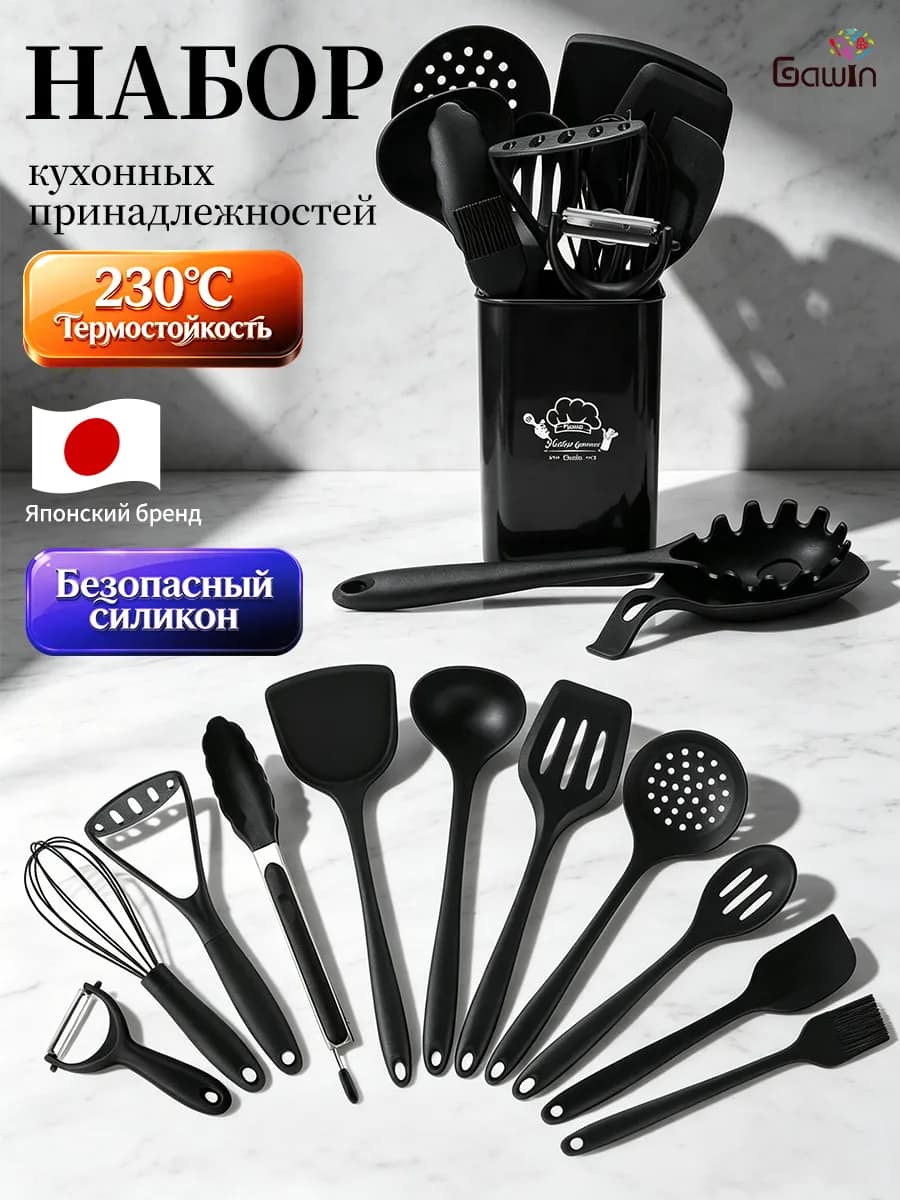 НАБОР
кухонных
принадлежностей
Gawin
230°C
Термостойкость
Японский бренд
Безопасный
силикон